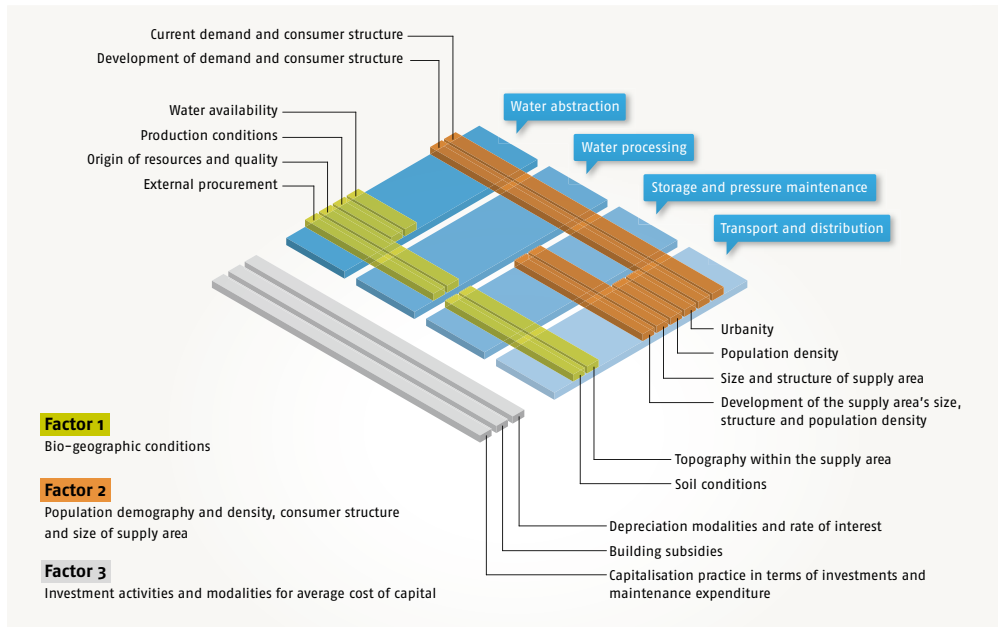 Current demand and consumer structure
Development of demand and consumer structure
Water availability
Production conditions
Origin of resources and quality
External procurement
Water abstraction
Water processing
Storage and pressure maintenance
Transport and distribution
Urbanity
Population density
Size and structure of supply area
Development of the supply area's size,
structure and population density
Topography within the supply area
Soil conditions
Depreciation modalities and rate of interest
Building subsidies
Capitalisation practice in terms of investments and
maintenance expenditure
Factor 1
Bio-geographic conditions
Factor 2
Population demography and density, consumer structure
and size of supply area
Factor 3
Investment activities and modalities for average cost of capital